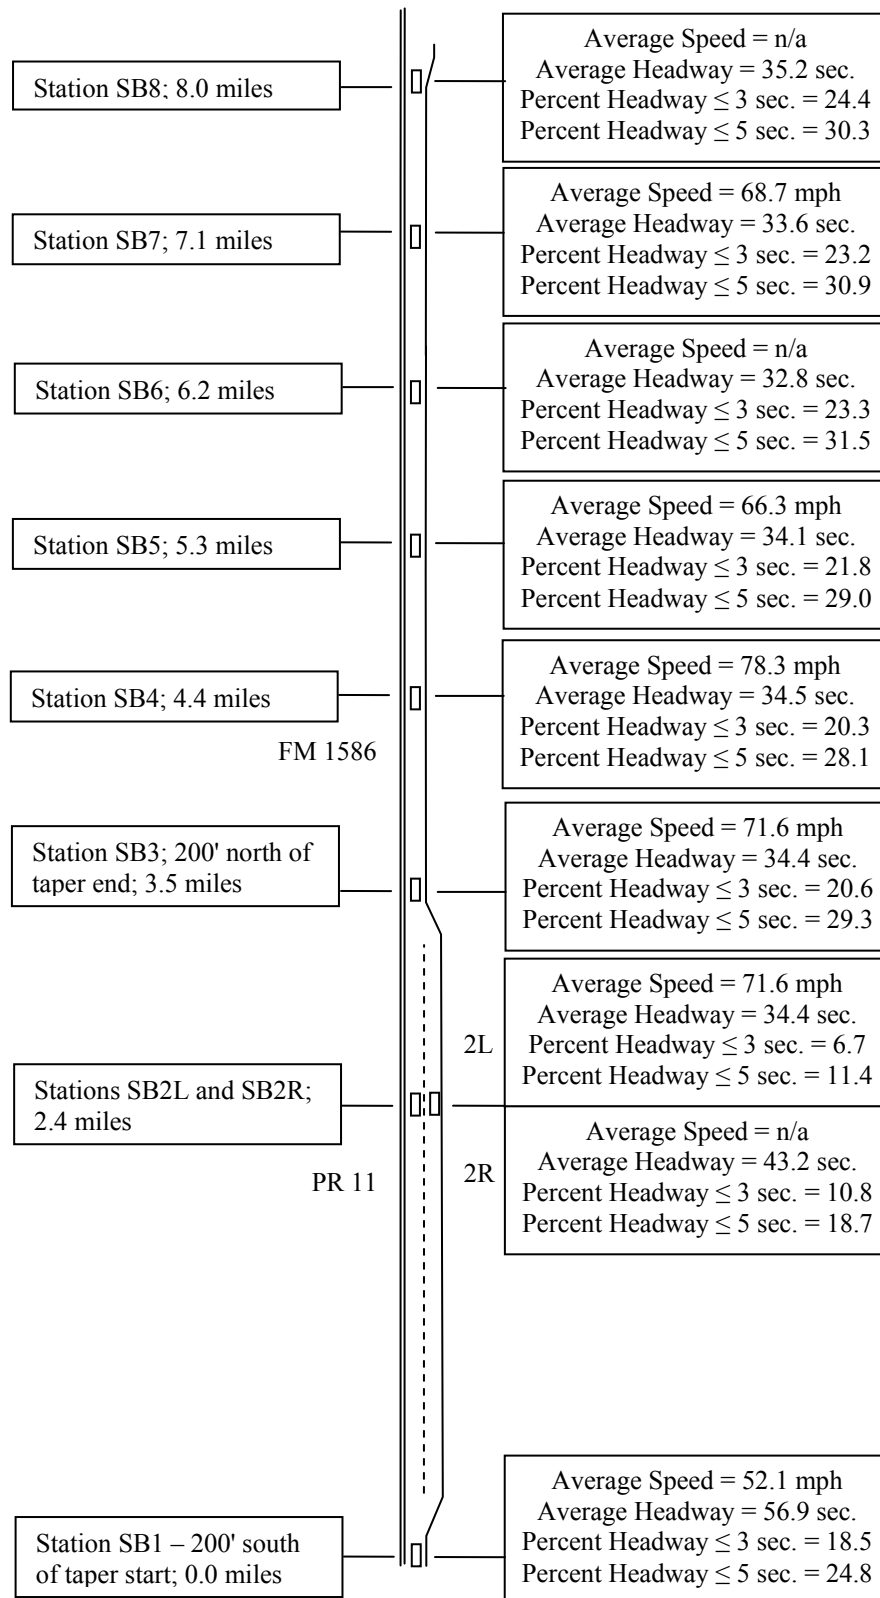 Station SB8; 8.0 miles
Average Speed = n/a
Average Headway = 35.2 sec.
Percent Headway ≤ 3 sec. = 24.4
Percent Headway ≤ 5 sec. = 30.3
Station SB7; 7.1 miles
Average Speed = 68.7 mph
Average Headway = 33.6 sec.
Percent Headway ≤ 3 sec. = 23.2
Percent Headway ≤ 5 sec. = 30.9
Station SB6; 6.2 miles
Average Speed = n/a
Average Headway = 32.8 sec.
Percent Headway ≤ 3 sec. = 23.3
Percent Headway ≤ 5 sec. = 31.5
Station SB5; 5.3 miles
Average Speed = 66.3 mph
Average Headway = 34.1 sec.
Percent Headway ≤ 3 sec. = 21.8
Percent Headway ≤ 5 sec. = 29.0
Station SB4; 4.4 miles
Average Speed = 78.3 mph
Average Headway = 34.5 sec.
Percent Headway ≤ 3 sec. = 20.3
Percent Headway ≤ 5 sec. = 28.1
FM 1586
Station SB3; 200' north of
taper end; 3.5 miles
Average Speed = 71.6 mph
Average Headway = 34.4 sec.
Percent Headway ≤ 3 sec. = 20.6
Percent Headway ≤ 5 sec. = 29.3
2L
Average Speed = 71.6 mph
Average Headway = 34.4 sec.
Percent Headway ≤ 3 sec. = 6.7
Percent Headway ≤ 5 sec. = 11.4
Stations SB2L and SB2R;
2.4 miles
PR 11
2R
Average Speed = n/a
Average Headway = 43.2 sec.
Percent Headway ≤ 3 sec. = 10.8
Percent Headway ≤ 5 sec. = 18.7
Station SB1 – 200' south
of taper start; 0.0 miles
Average Speed = 52.1 mph
Average Headway = 56.9 sec.
Percent Headway ≤ 3 sec. = 18.5
Percent Headway ≤ 5 sec. = 24.8